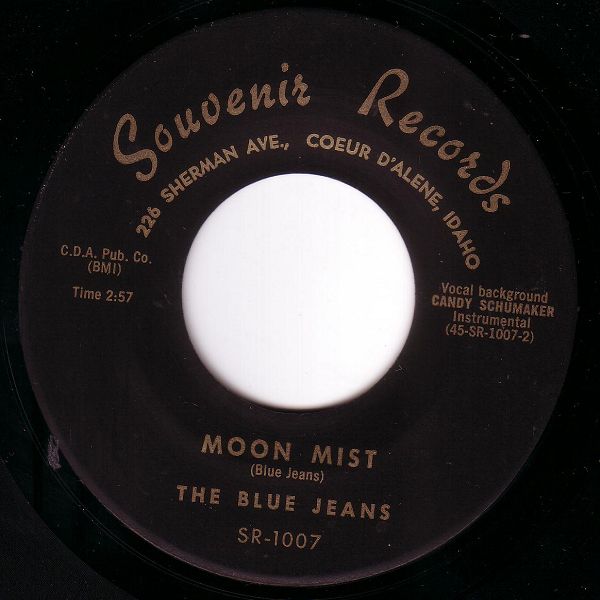 Souvenir Records
226 SHERMAN AVE., COEUR D'ALENE, IDAHO
C.D.A. Pub. Co.
(BMI)
Time 2:57
Vocal background
CANDY SCHUMAKER
Instrumental
(45-SR-1007-2)
MOON MIST
(Blue Jeans)
THE BLUE JEANS
SR-1007